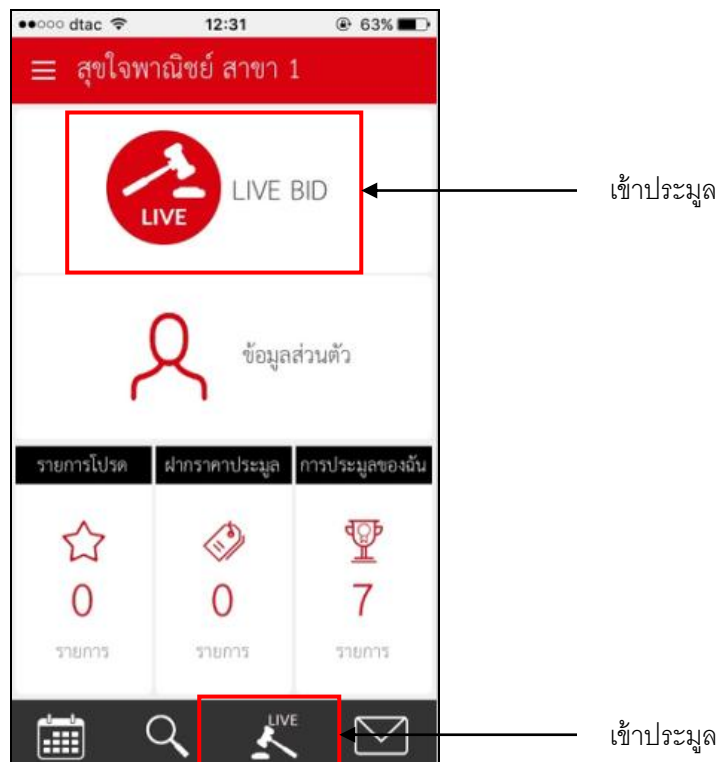 ●●○○○ dtac 12:31 63%
สุขใจพาณิชย์ สาขา 1
LIVE
LIVE BID
เข้าประมูล
ข้อมูลส่วนตัว
รายการโปรด ฝากราคาประมูล การประมูลของฉัน
0 0 7
รายการ รายการ รายการ
LIVE
เข้าประมูล